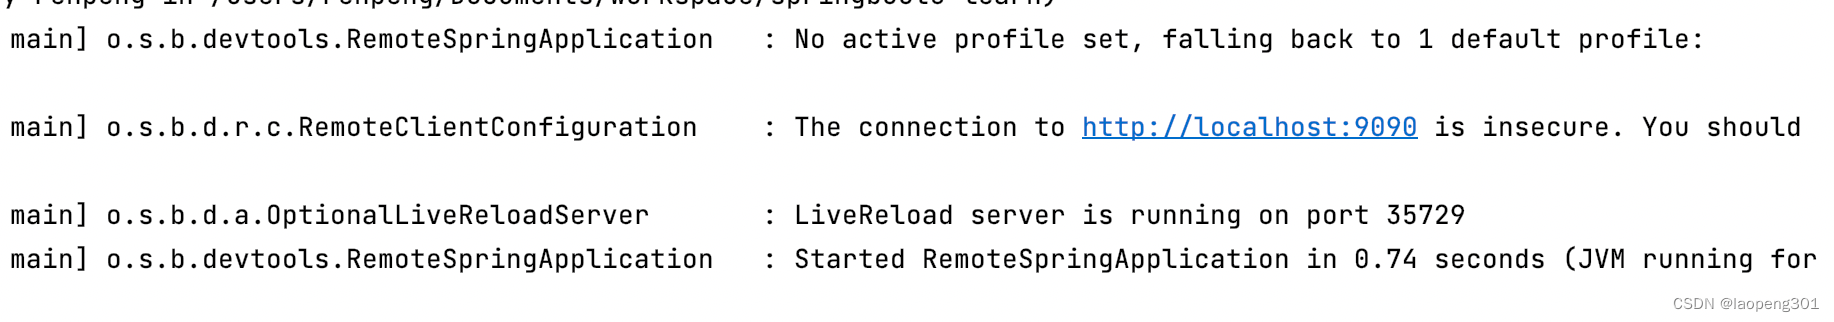 main] o.s.b.devtools.RemoteSpringApplication : No active profile set, falling back to 1 default profile:
main] o.s.b.d.r.c.RemoteClientConfiguration : The connection to http://localhost:9090 is insecure. You should
main] o.s.b.d.a.OptionalLiveReloadServer : LiveReload server is running on port 35729
main] o.s.b.devtools.RemoteSpringApplication : Started RemoteSpringApplication in 0.74 seconds (JVM running for
CSDN @laopeng301